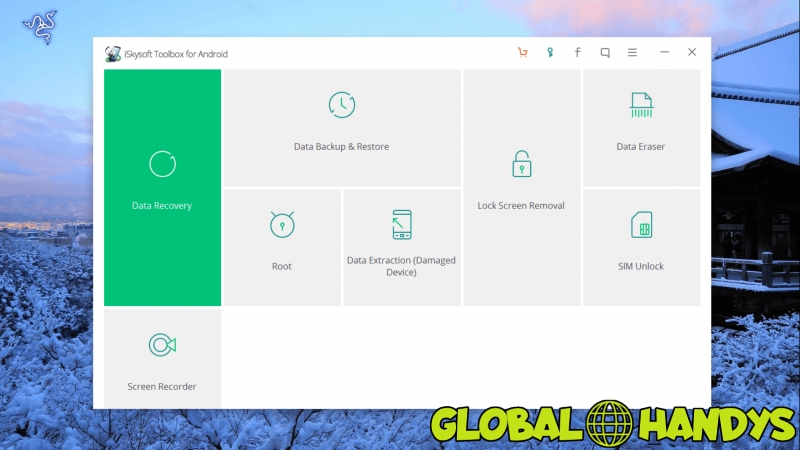 iSkysoft Toolbox for Android
Data Recovery
Data Backup & Restore
Root
Data Extraction (Damaged
Device)
Lock Screen Removal
Data Eraser
SIM Unlock
Screen Recorder
GLOBAL HANDYS